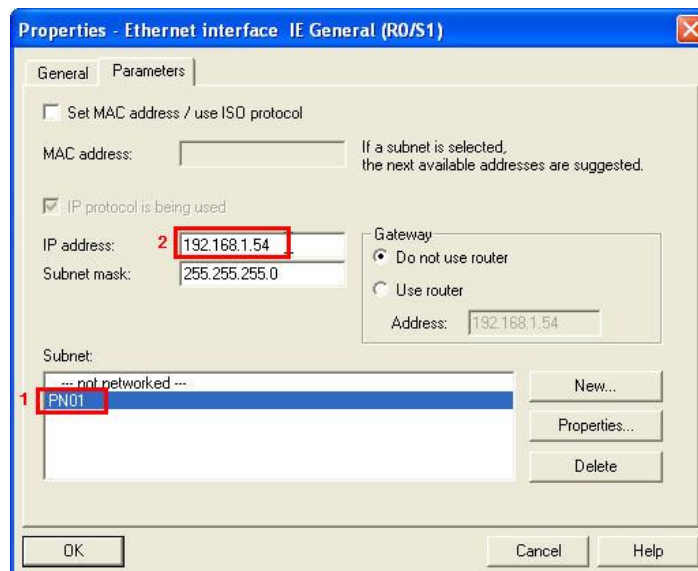 Properties - Ethernet interface IE General (R0/S1)
General Parameters
Set MAC address / use ISO protocol
MAC address:
If a subnet is selected,
the next available addresses are suggested.
IP protocol is being used
IP address: 2 192.168.1.54
Subnet mask: 255.255.255.0
Gateway
Do not use router
Use router
Address: 192.168.1.54
Subnet:
--- not networked ---
1 PN01
New...
Properties...
Delete
OK Cancel Help